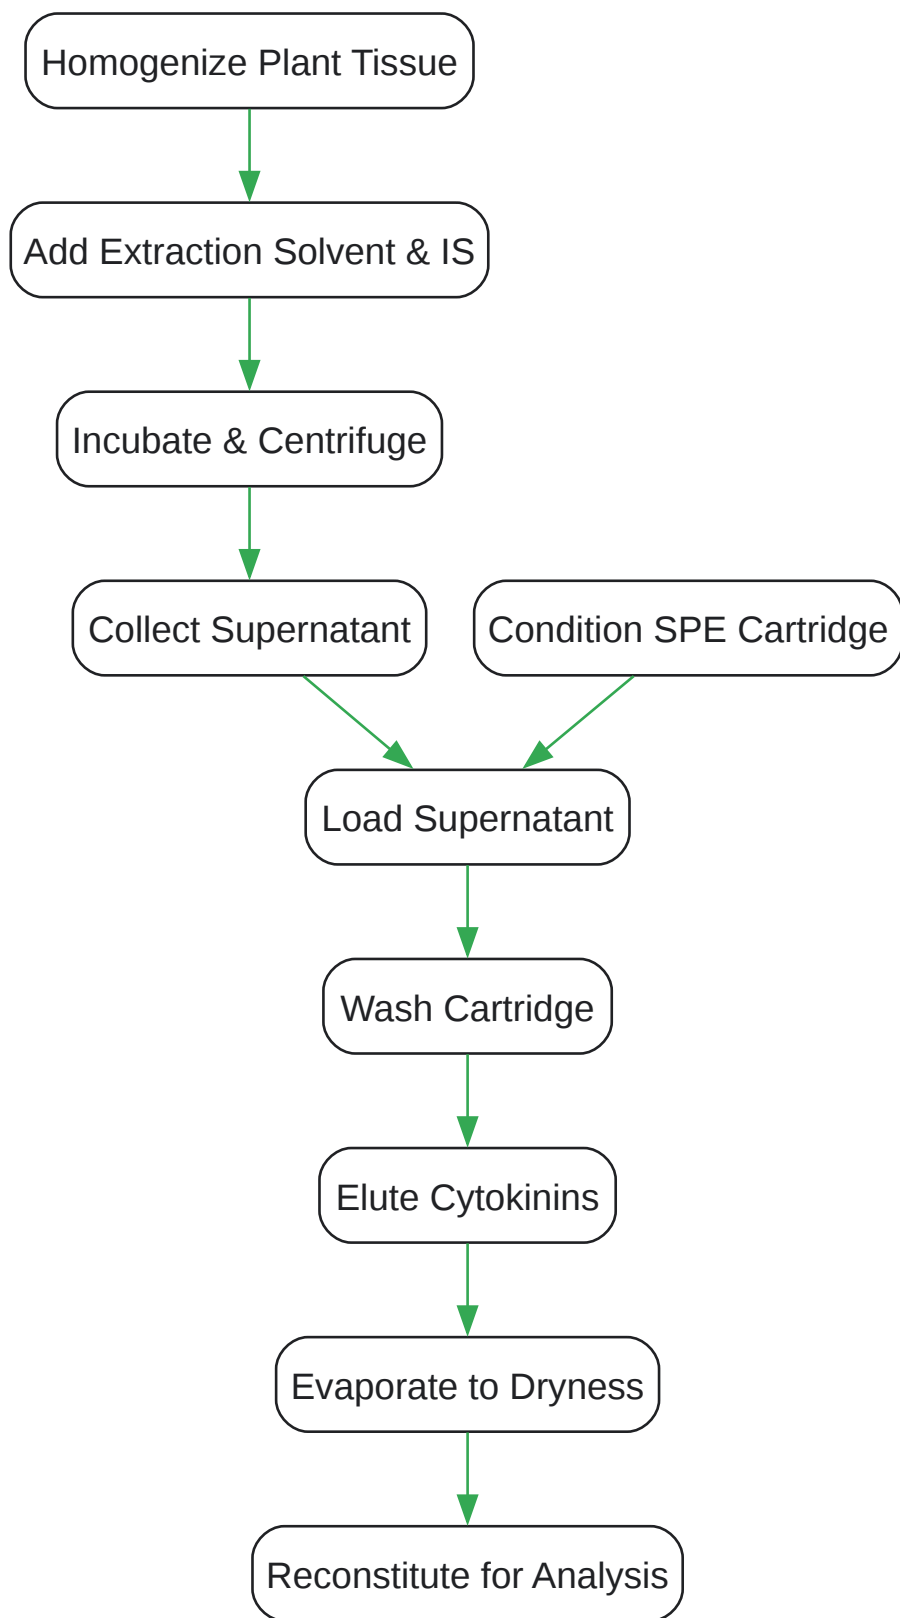 Homogenize Plant Tissue
Add Extraction Solvent & IS
Incubate & Centrifuge
Collect Supernatant
Condition SPE Cartridge
Load Supernatant
Wash Cartridge
Elute Cytokinins
Evaporate to Dryness
Reconstitute for Analysis